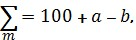 ∑ₘ = 100 + a − b.